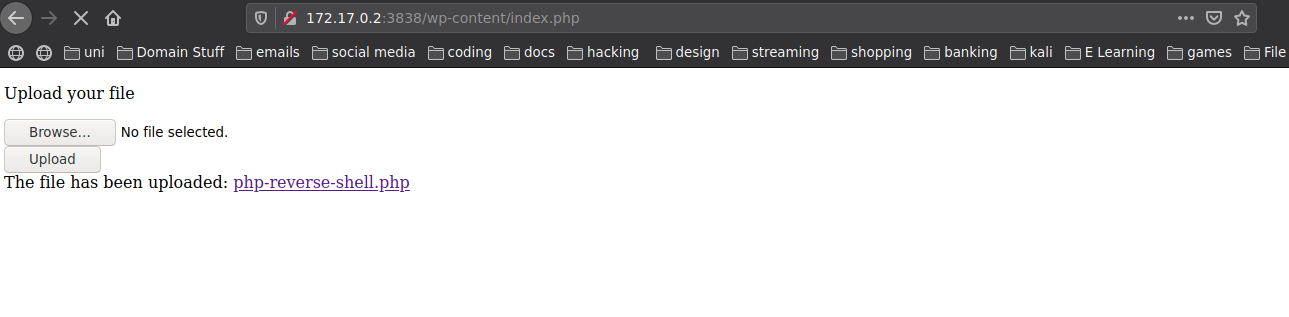 172.17.0.2:3838/wp-content/index.php
uni Domain Stuff emails social media coding docs hacking design streaming shopping banking kali E Learning games File
Upload your file
Browse... No file selected.
Upload
The file has been uploaded: php-reverse-shell.php